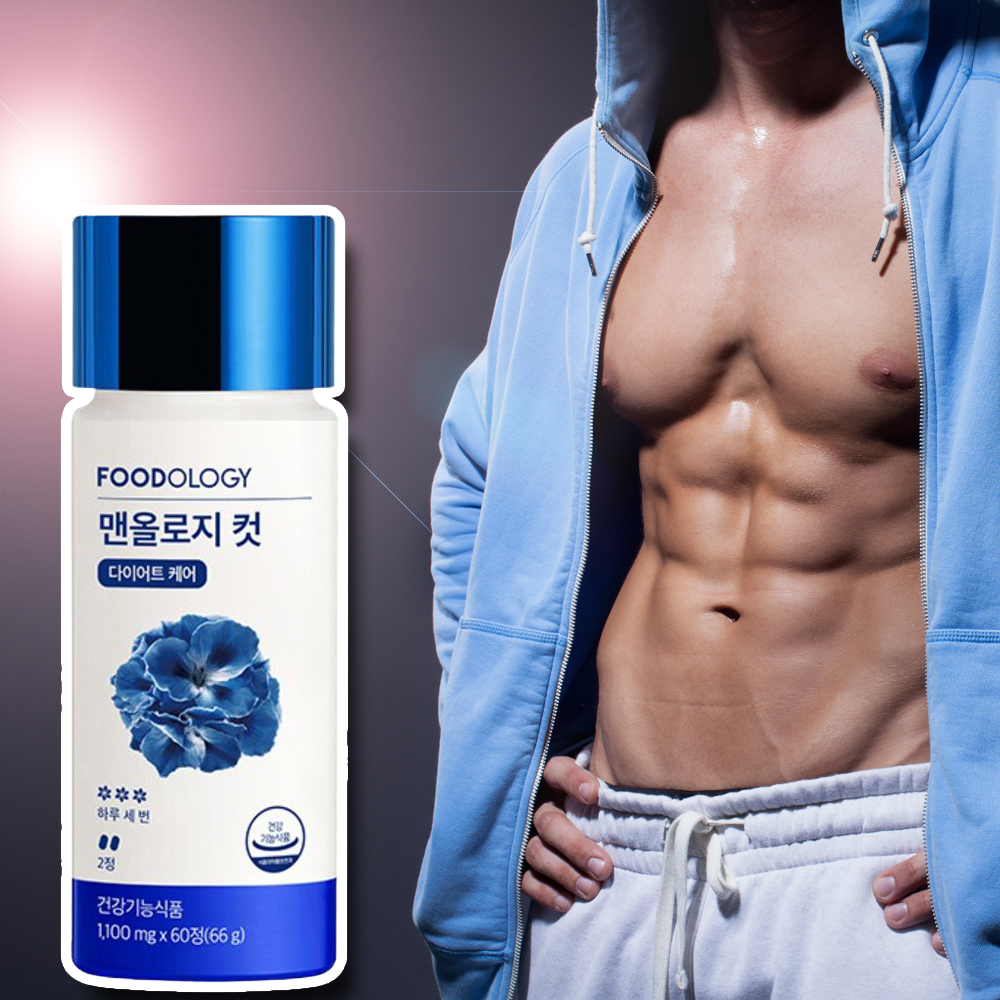 FOODOLOGY
맨올로지 컷
다이어트 케어
하루 세 번
2정
건강
기능식품
건강기능식품
1,100 mg x 60정(66 g)